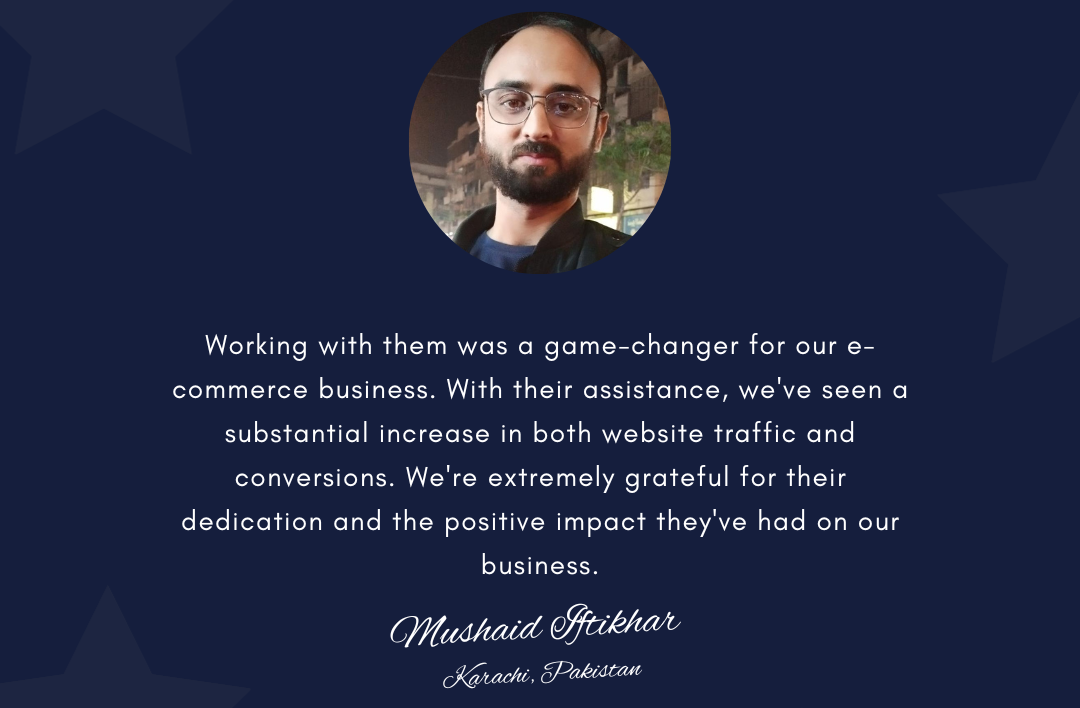 Working with them was a game-changer for our e-
commerce business. With their assistance, we've seen a
substantial increase in both website traffic and
conversions. We're extremely grateful for their
dedication and the positive impact they've had on our
business.
Mushaid Iftikhar
Karachi, Pakistan